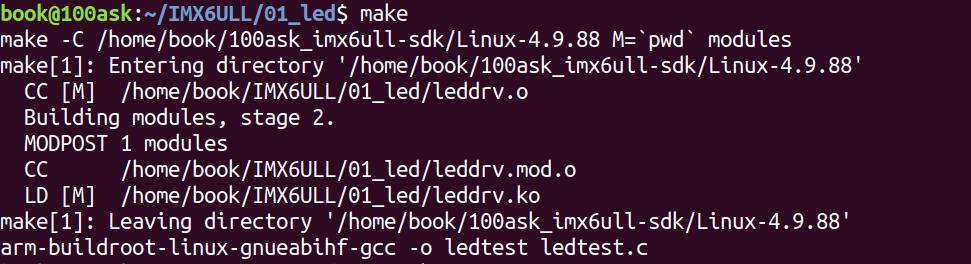 book@100ask:~/IMX6ULL/01_led$ make
make -C /home/book/100ask_imx6ull-sdk/Linux-4.9.88 M=`pwd` modules
make[1]: Entering directory '/home/book/100ask_imx6ull-sdk/Linux-4.9.88'
  CC [M]  /home/book/IMX6ULL/01_led/leddrv.o
  Building modules, stage 2.
  MODPOST 1 modules
  CC      /home/book/IMX6ULL/01_led/leddrv.mod.o
  LD [M]  /home/book/IMX6ULL/01_led/leddrv.ko
make[1]: Leaving directory '/home/book/100ask_imx6ull-sdk/Linux-4.9.88'
arm-buildroot-linux-gnueabihf-gcc -o ledtest ledtest.c